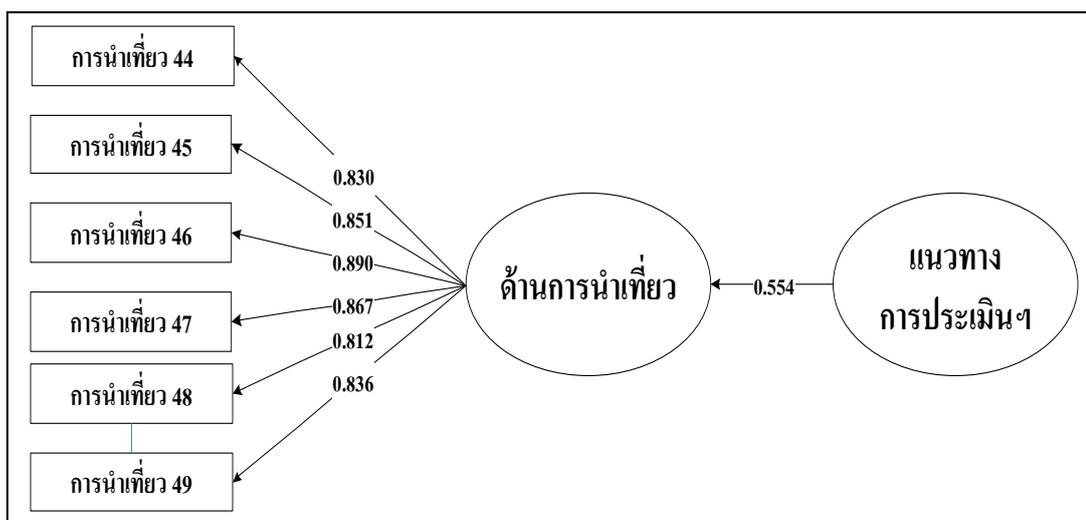 การนำเที่ยว 44
การนำเที่ยว 45
การนำเที่ยว 46
การนำเที่ยว 47
การนำเที่ยว 48
การนำเที่ยว 49
0.830
0.851
0.890
0.867
0.812
0.836
ด้านการนำเที่ยว
0.554
แนวทาง
การประเมินฯ